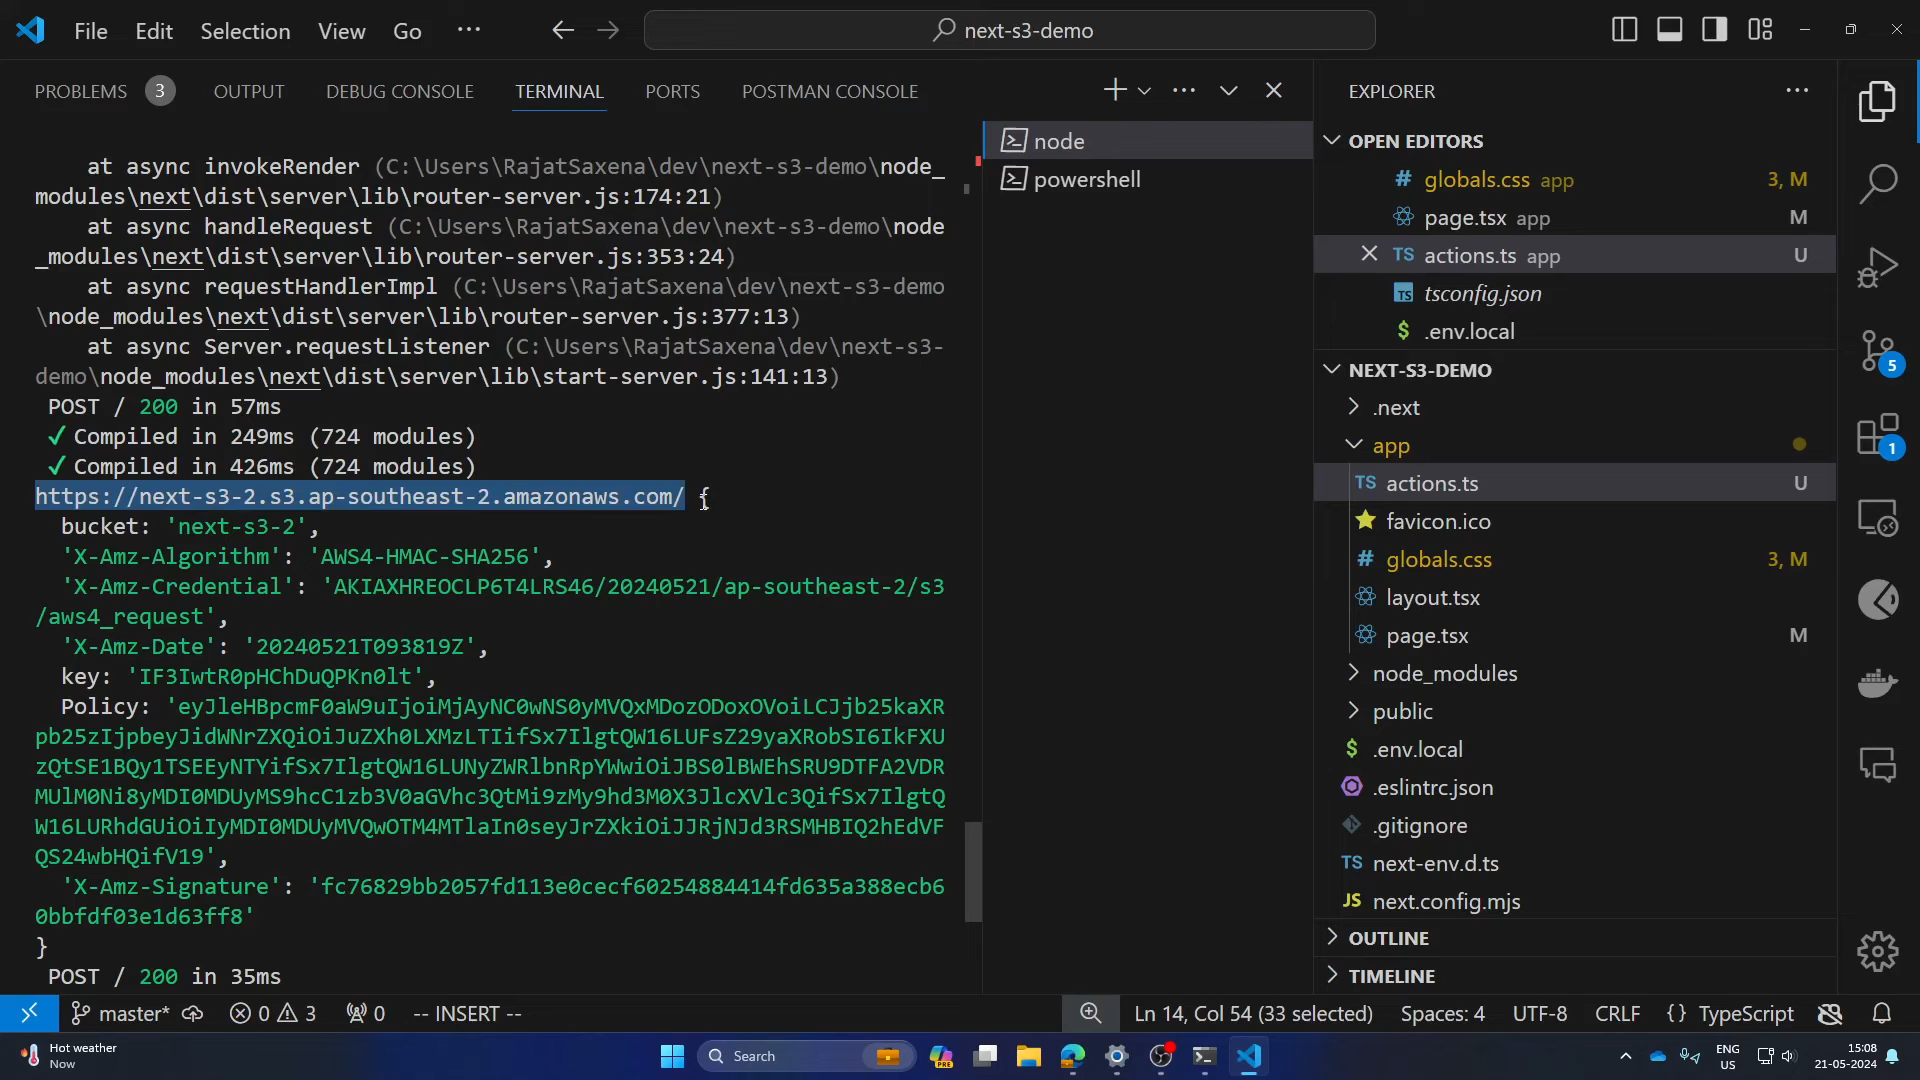 File Edit Selection View Go ··· next-s3-demo
PROBLEMS 3 OUTPUT DEBUG CONSOLE TERMINAL PORTS POSTMAN CONSOLE
at async invokeRender (C:\Users\RajatSaxena\dev\next-s3-demo\node_
modules\next\dist\server\lib\router-server.js:174:21)
at async handleRequest (C:\Users\RajatSaxena\dev\next-s3-demo\node
_modules\next\dist\server\lib\router-server.js:353:24)
at async requestHandlerImpl (C:\Users\RajatSaxena\dev\next-s3-demo
\node_modules\next\dist\server\lib\router-server.js:377:13)
at async Server.requestListener (C:\Users\RajatSaxena\dev\next-s3-
demo\node_modules\next\dist\server\lib\start-server.js:141:13)
POST / 200 in 57ms
✓ Compiled in 249ms (724 modules)
✓ Compiled in 426ms (724 modules)
https://next-s3-2.s3.ap-southeast-2.amazonaws.com/ {
bucket: 'next-s3-2',
'X-Amz-Algorithm': 'AWS4-HMAC-SHA256',
'X-Amz-Credential': 'AKIAXHREOCLP6T4LRS46/20240521/ap-southeast-2/s3
/aws4_request',
'X-Amz-Date': '20240521T093819Z',
key: 'IF3IwtR0pHChDuQPKn0lt',
Policy: 'eyJleHBpcmF0aW9uIjoiMjAyNC0wNS0yMVQxMDozODoxOVoiLCJjb25kaXR
pb25zIjpbeyJidWNrZXQiOiJuZXh0LXMzLTIifSx7IlgtQW16LUFsZ29yaXRobSI6IkFXU
zQtSE1BQy1TSEEyNTYifSx7IlgtQW16LUNyZWRlbnRpYWwiOiJBS0lBWEhSRU9DTFA2VDR
MUlM0Ni8yMDI0MDUyMS9hcC1zb3V0aGVhc3QtMi9zMy9hd3M0X3JlcXVlc3QifSx7IlgtQ
W16LURhdGUiOiIyMDI0MDUyMVQwOTM4MTlaIn0seyJrZXkiOiJJRjNJd3RSMHBIQ2hEdVF
QS24wbHQifV19',
'X-Amz-Signature': 'fc76829bb2057fd113e0cecf60254884414fd635a388ecb6
0bbfdf03e1d63ff8'
}
POST / 200 in 35ms
node
powershell
EXPLORER
OPEN EDITORS
# globals.css app 3, M
page.tsx app M
TS actions.ts app U
TS tsconfig.json
$ .env.local
NEXT-S3-DEMO
.next
app
TS actions.ts U
favicon.ico
# globals.css 3, M
layout.tsx
page.tsx M
node_modules
public
$ .env.local
.eslintrc.json
.gitignore
TS next-env.d.ts
JS next.config.mjs
OUTLINE
TIMELINE
5
1
master* 0 3 0 -- INSERT -- Ln 14, Col 54 (33 selected) Spaces: 4 UTF-8 CRLF {} TypeScript
Hot weather
Now
Search
PRE
ENG
US
15:08
21-05-2024